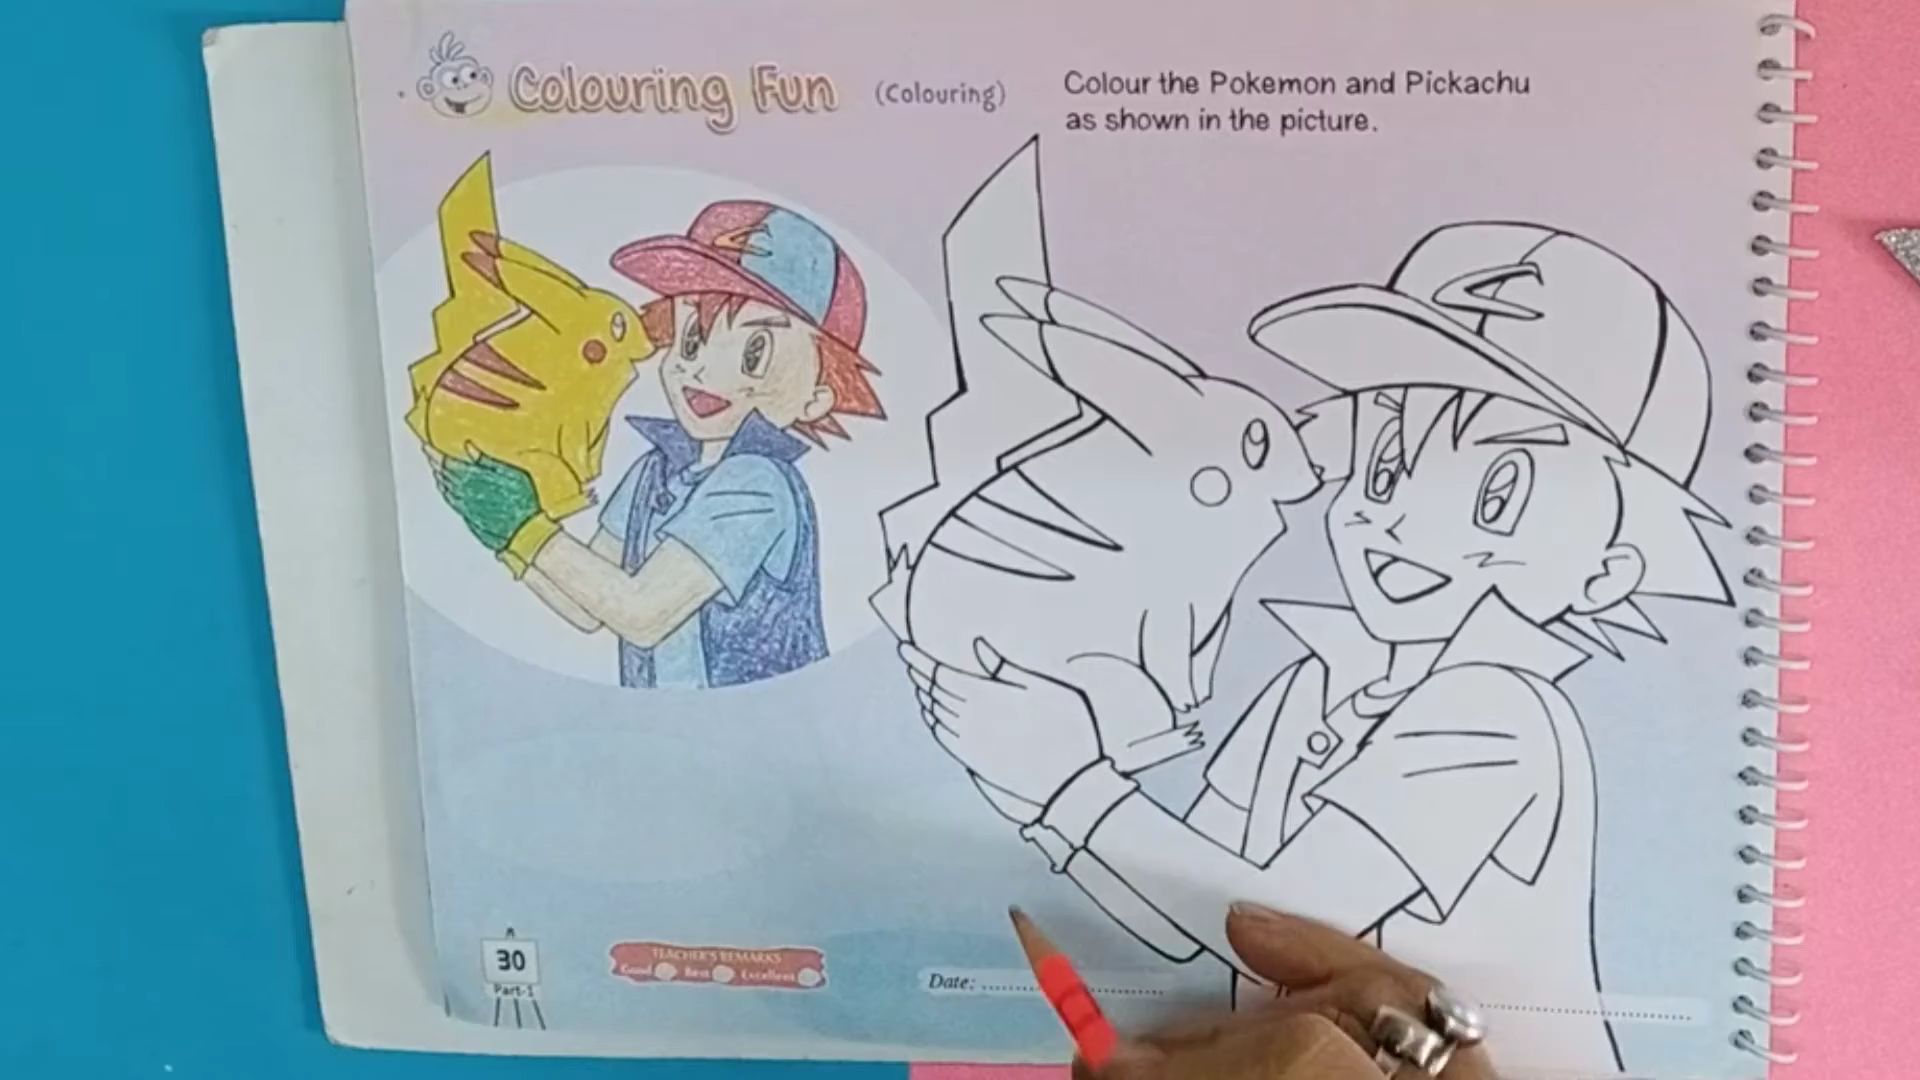 Colouring Fun (Colouring)
Colour the Pokemon and Pickachu
as shown in the picture.
30
Part-1
TEACHER'S REMARKS
Good Best Excellent
Date: